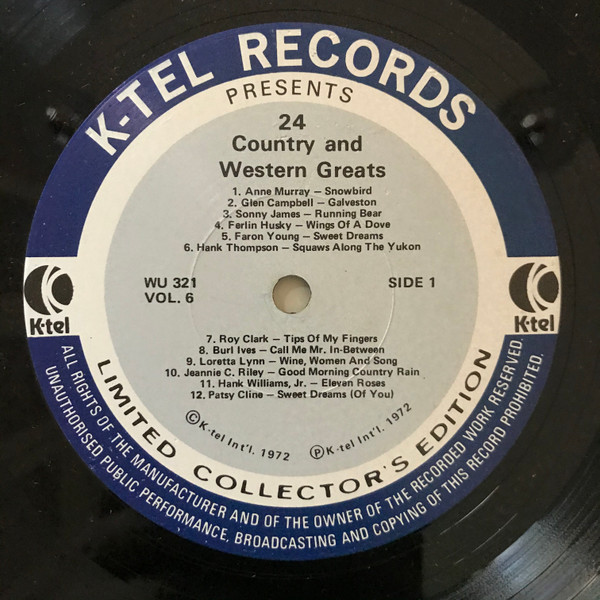 K-TEL RECORDS
PRESENTS
24
Country and
Western Greats
1. Anne Murray – Snowbird
2. Glen Campbell – Galveston
3. Sonny James – Running Bear
4. Ferlin Husky – Wings Of A Dove
5. Faron Young – Sweet Dreams
6. Hank Thompson – Squaws Along The Yukon
WU 321
VOL. 6
SIDE 1
K-tel
K-tel
7. Roy Clark – Tips Of My Fingers
8. Burl Ives – Call Me Mr. In-Between
9. Loretta Lynn – Wine, Women And Song
10. Jeannie C. Riley – Good Morning Country Rain
11. Hank Williams, Jr. – Eleven Roses
12. Patsy Cline – Sweet Dreams (Of You)
©K-tel Int'l. 1972
℗K-tel Int'l. 1972
LIMITED COLLECTOR'S EDITION
ALL RIGHTS OF THE MANUFACTURER AND OF THE OWNER OF THE RECORDED WORK RESERVED.
UNAUTHORISED PUBLIC PERFORMANCE, BROADCASTING AND COPYING OF THIS RECORD PROHIBITED.